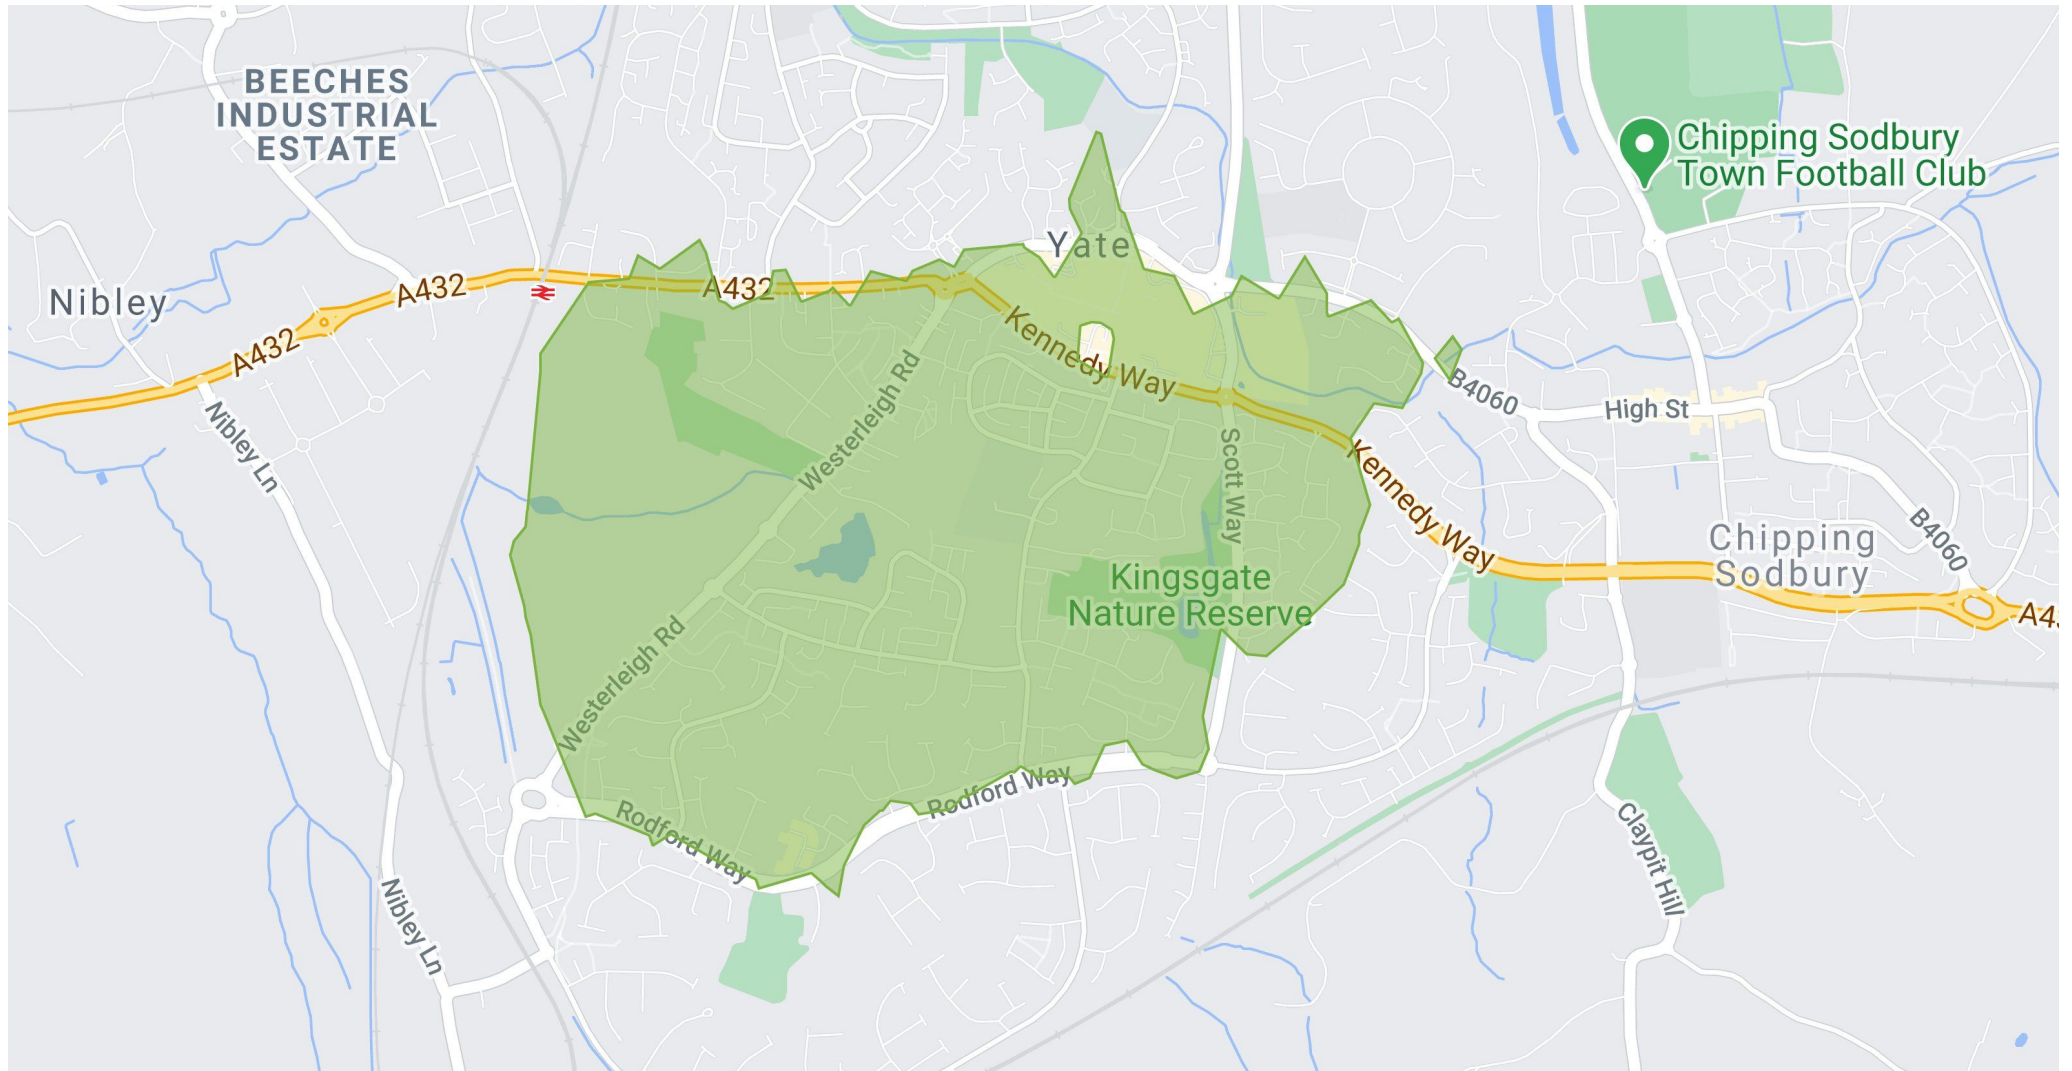 BEECHES
INDUSTRIAL
ESTATE
Chipping Sodbury
Town Football Club
Yate
Nibley
A432
A432
A432
Kennedy Way
Westerleigh Rd
B4060
High St
Nibley Ln
Scott Way
Kennedy Way
Chipping
Sodbury
B4060
Kingsgate
Nature Reserve
A43
Westerleigh Rd
Rodford Way
Rodford Way
Claypit Hill
Nibley Ln